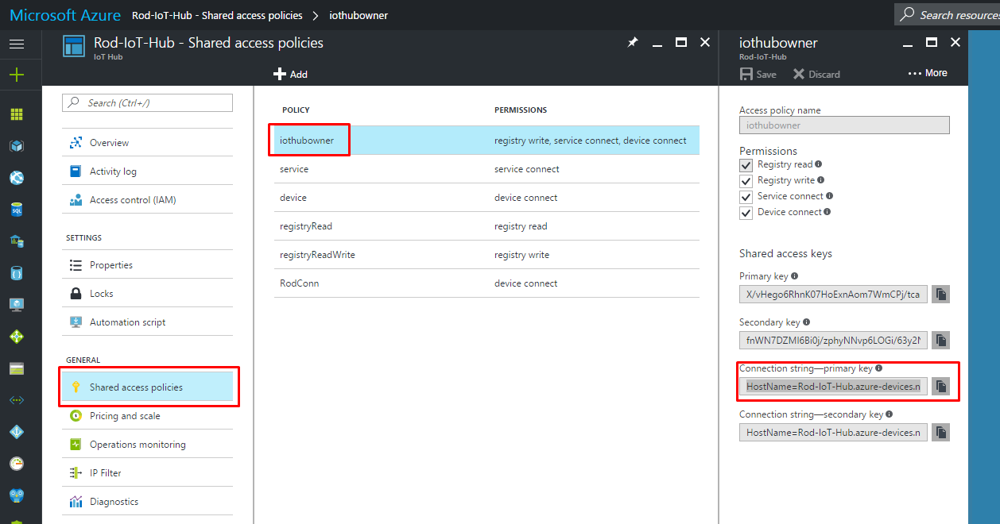 Microsoft Azure Rod-IoT-Hub - Shared access policies > iothubowner
Search resources
Rod-IoT-Hub - Shared access policies
IoT Hub
Add
Search (Ctrl+/)
Overview
Activity log
Access control (IAM)
SETTINGS
Properties
Locks
Automation script
GENERAL
Shared access policies
Pricing and scale
Operations monitoring
IP Filter
Diagnostics
POLICY PERMISSIONS
iothubowner registry write, service connect, device connect
service service connect
device device connect
registryRead registry read
registryReadWrite registry write
RodConn device connect
iothubowner
Rod-IoT-Hub
Save Discard ... More
Access policy name
iothubowner
Permissions
Registry read
Registry write
Service connect
Device connect
Shared access keys
Primary key
X/vHego6RhnK07HoExnAom7WmCPj/tca
Secondary key
fnWN7DZMI6Bi0j/zphyNNvp6LOGi/63y2N
Connection string—primary key
HostName=Rod-IoT-Hub.azure-devices.n
Connection string—secondary key
HostName=Rod-IoT-Hub.azure-devices.n
SQL